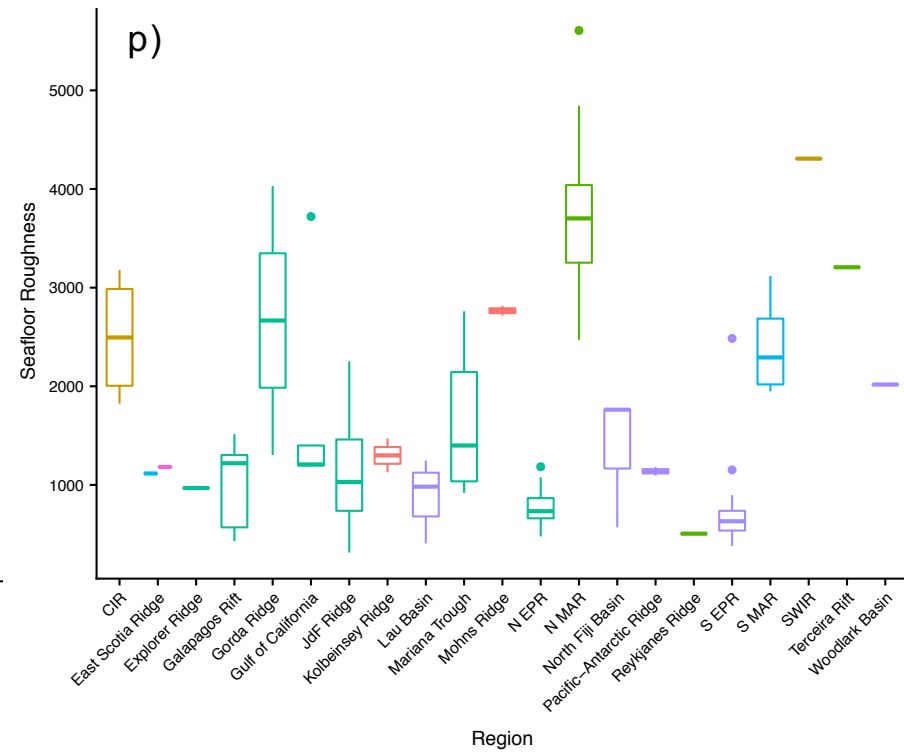 p)
Seafloor Roughness
5000
4000
3000
2000
1000
CIR
East Scotia Ridge
Explorer Ridge
Galapagos Rift
Gorda Ridge
Gulf of California
JdF Ridge
Kolbeinsey Ridge
Lau Basin
Mariana Trough
Mohns Ridge
N EPR
N MAR
North Fiji Basin
Pacific−Antarctic Ridge
Reykjanes Ridge
S EPR
S MAR
SWIR
Terceira Rift
Woodlark Basin
Region